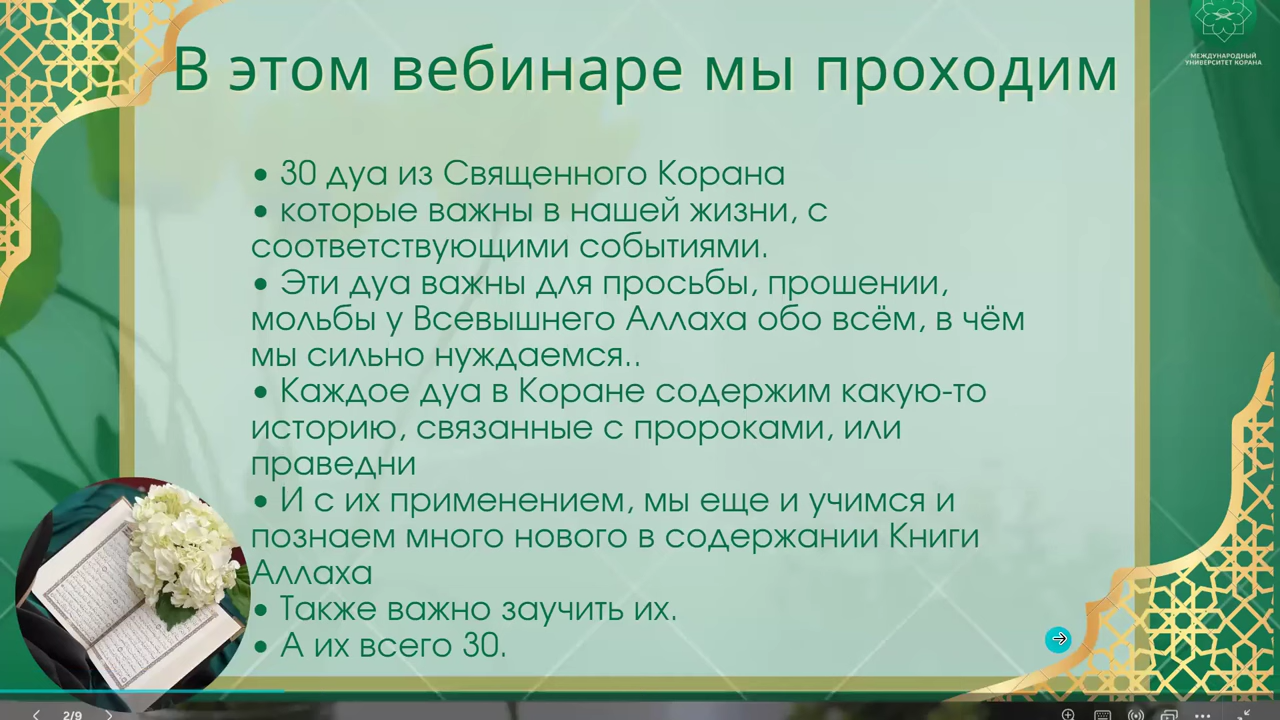 МЕЖДУНАРОДНЫЙ
УНИВЕРСИТЕТ КОРАНА
В этом вебинаре мы проходим
• 30 дуа из Священного Корана
• которые важны в нашей жизни, с
соответствующими событиями.
• Эти дуа важны для просьбы, прошении,
мольбы у Всевышнего Аллаха обо всём, в чём
мы сильно нуждаемся..
• Каждое дуа в Коране содержим какую-то
историю, связанные с пророками, или
праведни
• И с их применением, мы еще и учимся и
познаем много нового в содержании Книги
Аллаха
• Также важно заучить их.
• А их всего 30.
2/9